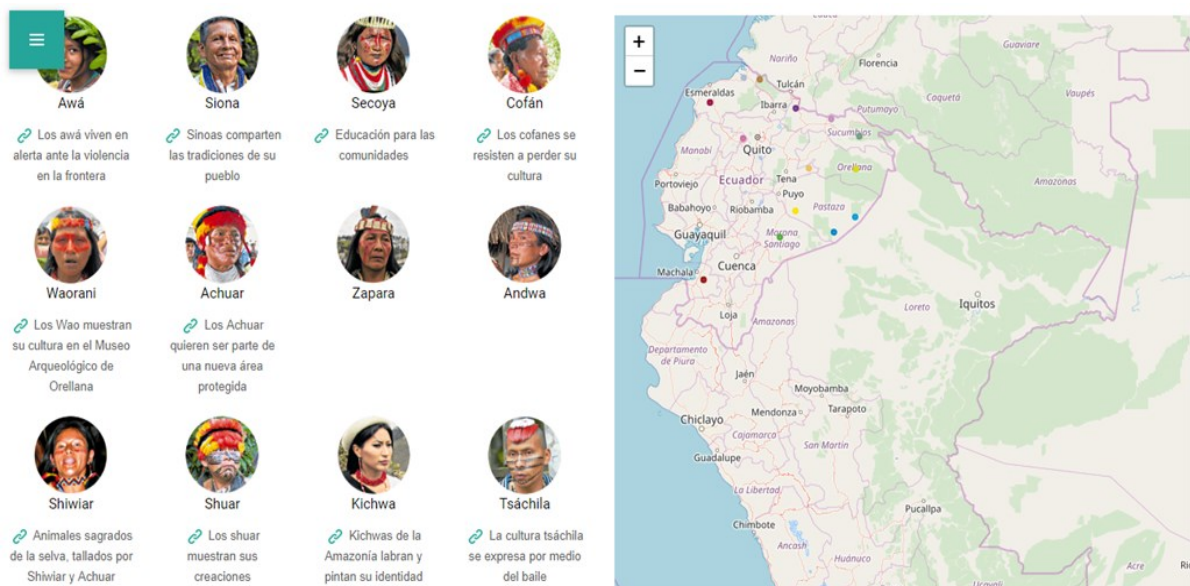 Awá
Siona
Secoya
Cofán
Los awá viven en
alerta ante la violencia
en la frontera
Sinoas comparten
las tradiciones de su
pueblo
Educación para las
comunidades
Los cofanes se
resisten a perder su
cultura
Waorani
Achuar
Zapara
Andwa
Los Wao muestran
su cultura en el Museo
Arqueológico de
Orellana
Los Achuar
quieren ser parte de
una nueva área
protegida
Shiwiar
Shuar
Kichwa
Tsáchila
Animales sagrados
de la selva, tallados por
Shiwiar y Achuar
Los shuar
muestran sus
creaciones
Kichwas de la
Amazonía labran y
pintan su identidad
La cultura tsáchila
se expresa por medio
del baile
+
−
Cauca
Guaviare
Nariño
Florencia
Tulcán
Esmeraldas
Ibarra
Caquetá
Vaupés
Putumayo
Sucumbíos
Manabí
Quito
Orellana
Tena
Portoviejo
Ecuador
Puyo
Amazonas
Babahoyo
Riobamba
Pastaza
Guayaquil
Morona
Santiago
Cuenca
Machala
Iquitos
Loreto
Loja
Amazonas
Departamento
de Piura
Jaén
Moyobamba
Chiclayo
Mendonza
Tarapoto
Cajamarca
San Martín
Guadalupe
La Libertad
Pucallpa
Chimbote
Ancash
Huánuco
Acre
Ucayali